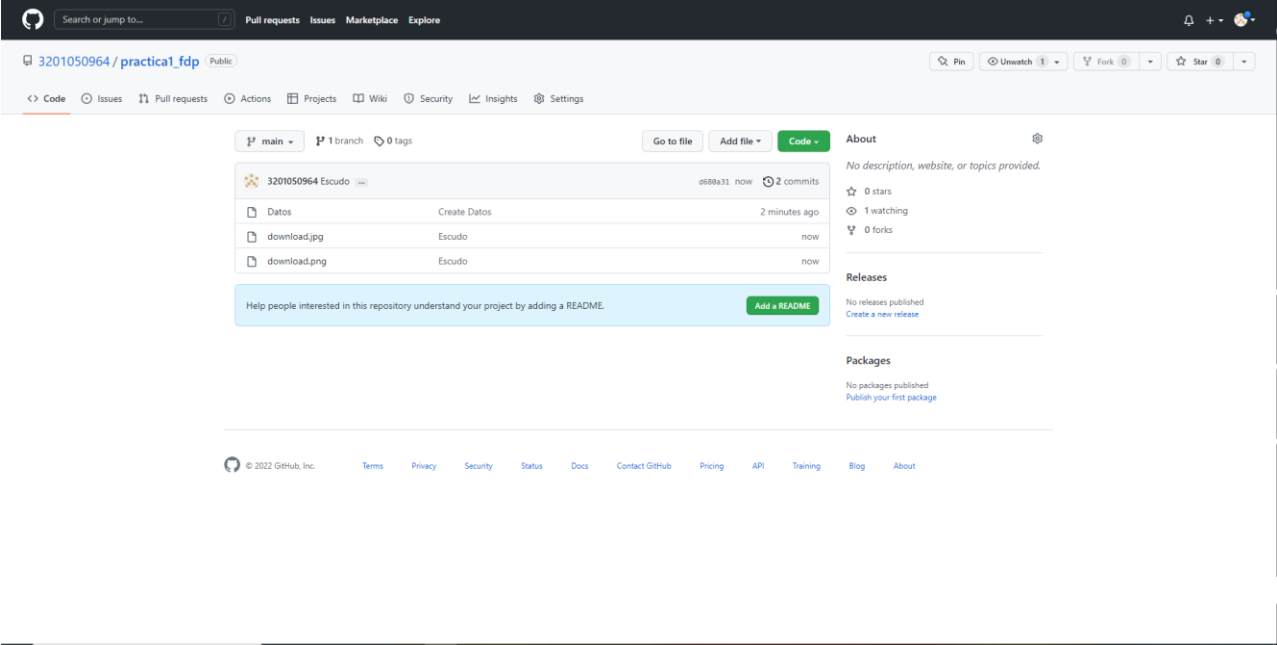 Search or jump to... /
Pull requests Issues Marketplace Explore
3201050964 / practica1_fdp Public
Pin Unwatch 1 Fork 0 Star 0
Code Issues Pull requests Actions Projects Wiki Security Insights Settings
main 1 branch 0 tags Go to file Add file Code
3201050964 Escudo ... d680a31 now 2 commits
Datos Create Datos 2 minutes ago
download.jpg Escudo now
download.png Escudo now
Help people interested in this repository understand your project by adding a README. Add a README
About
No description, website, or topics provided.
0 stars
1 watching
0 forks
Releases
No releases published
Create a new release
Packages
No packages published
Publish your first package
© 2022 GitHub, Inc. Terms Privacy Security Status Docs Contact GitHub Pricing API Training Blog About